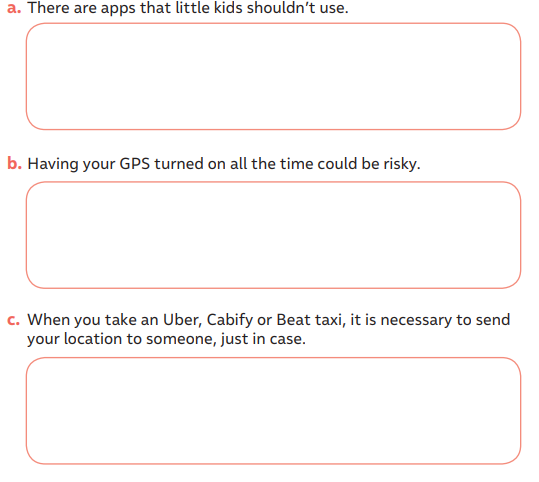 a. There are apps that little kids shouldn't use.
b. Having your GPS turned on all the time could be risky.
c. When you take an Uber, Cabify or Beat taxi, it is necessary to send
your location to someone, just in case.